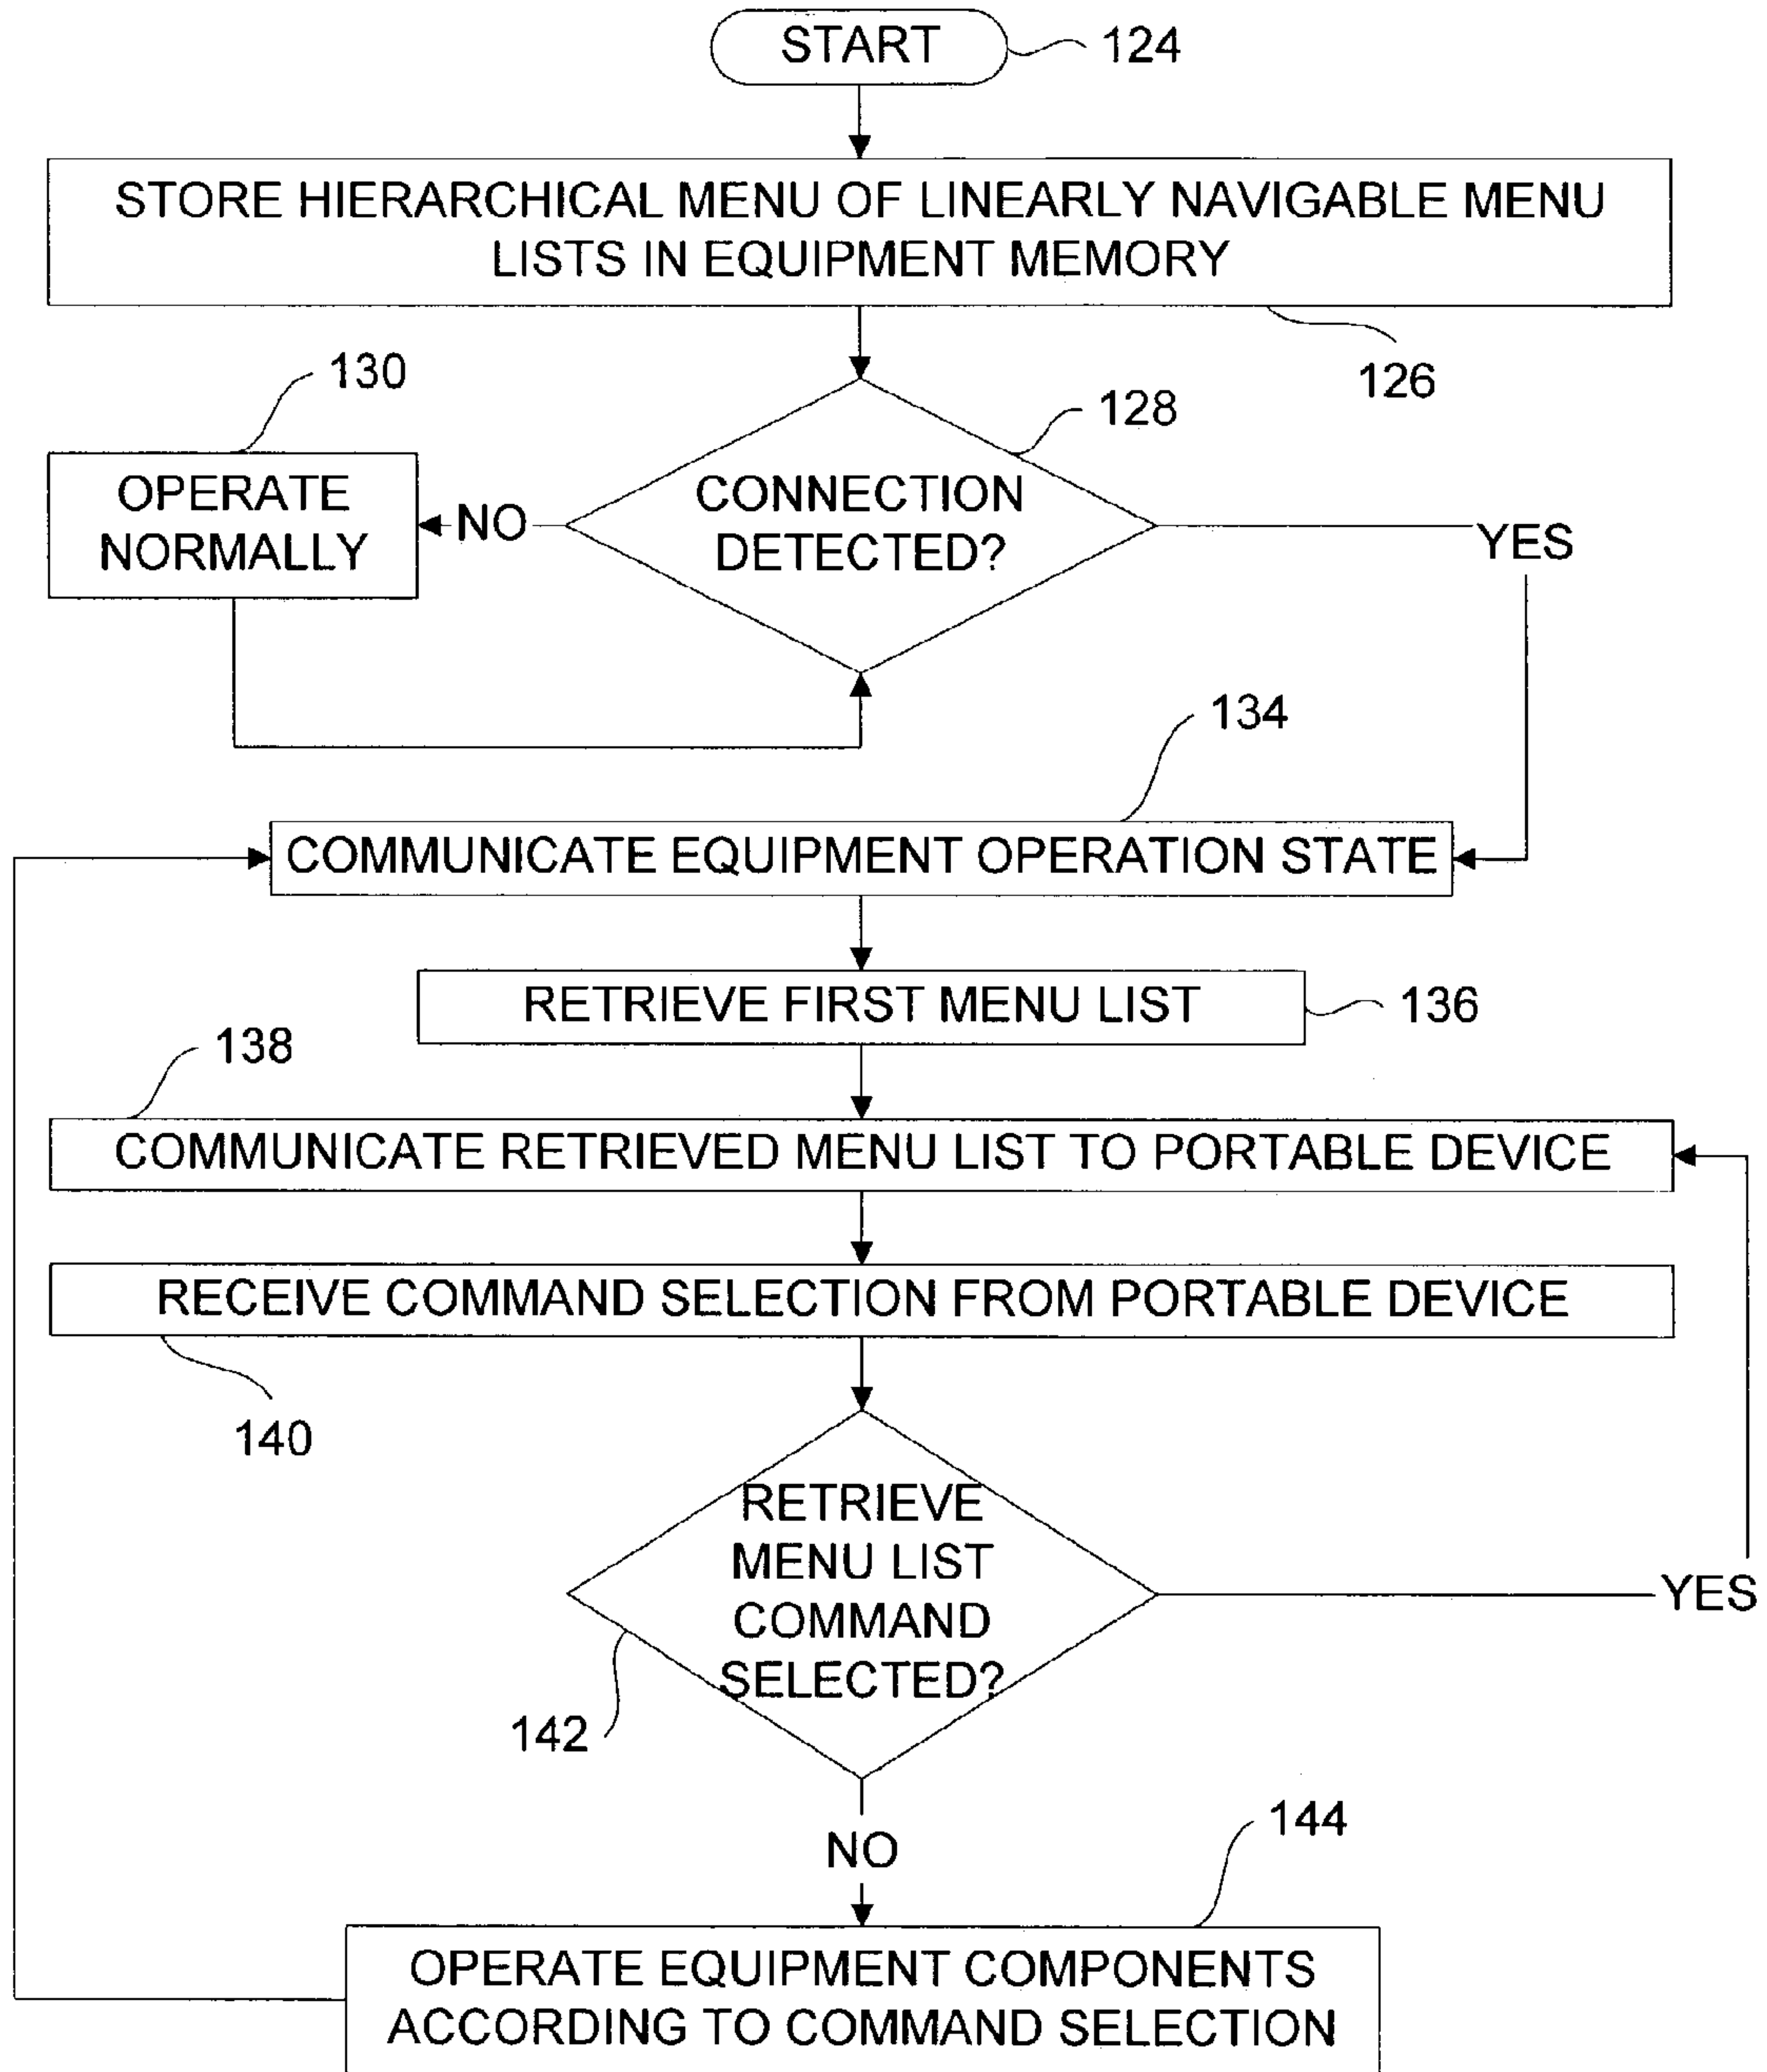 START
124
STORE HIERARCHICAL MENU OF LINEARLY NAVIGABLE MENU
LISTS IN EQUIPMENT MEMORY
126
130
128
OPERATE
NORMALLY
NO
CONNECTION
DETECTED?
YES
134
COMMUNICATE EQUIPMENT OPERATION STATE
RETRIEVE FIRST MENU LIST
136
138
COMMUNICATE RETRIEVED MENU LIST TO PORTABLE DEVICE
RECEIVE COMMAND SELECTION FROM PORTABLE DEVICE
140
RETRIEVE
MENU LIST
COMMAND
SELECTED?
YES
142
NO
144
OPERATE EQUIPMENT COMPONENTS
ACCORDING TO COMMAND SELECTION